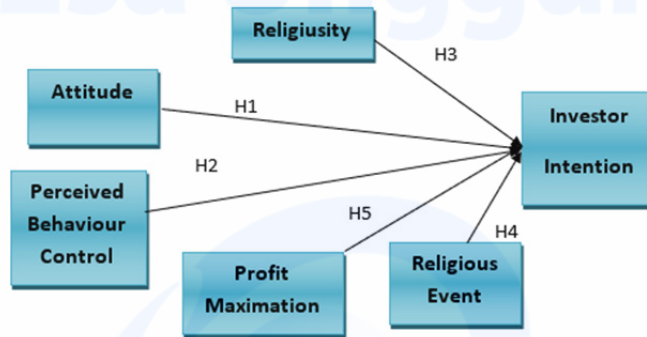 Religiusity
H3
Attitude
H1
Investor
Intention
H2
Perceived
Behaviour
Control
H5
H4
Profit
Maximation
Religious
Event